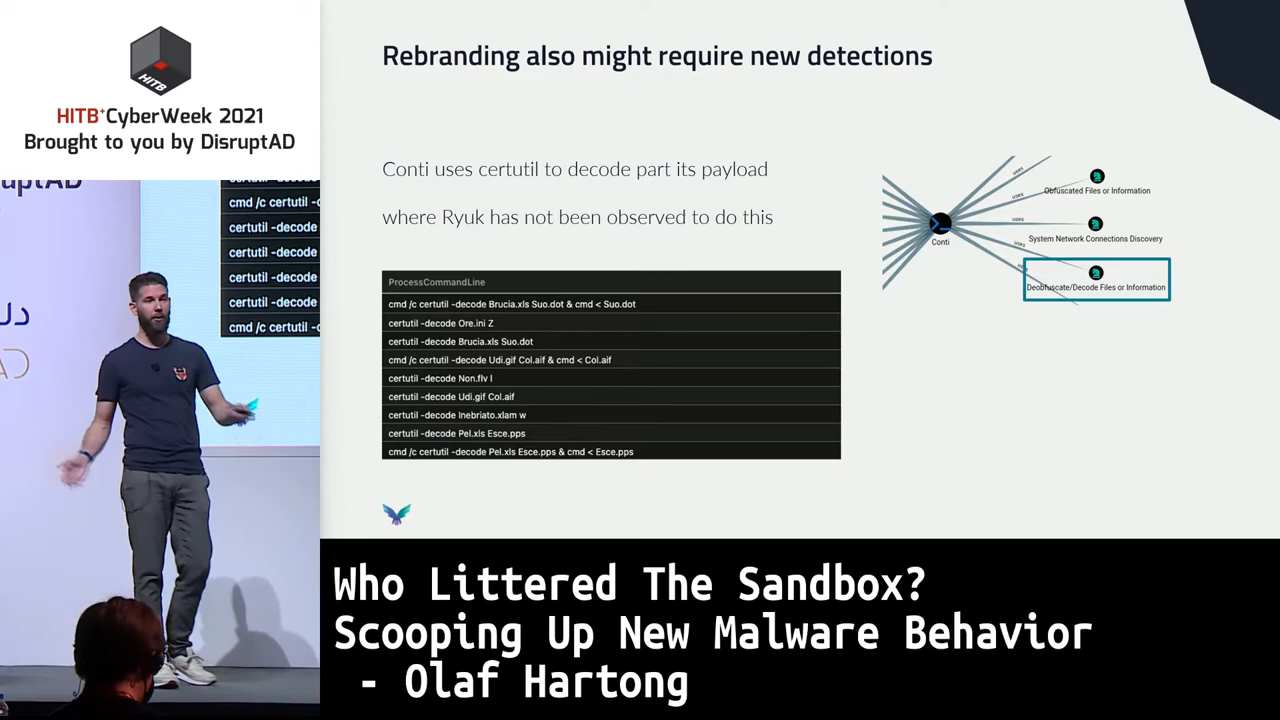 HITB
HITB+CyberWeek 2021
Brought to you by DisruptAD
ruptAD
cmd /c certutil -d
certutil -decode
certutil -decode
certutil -decode
certutil -decode
cmd /c certutil -d
Rebranding also might require new detections
Conti uses certutil to decode part its payload
where Ryuk has not been observed to do this
ProcessCommandLine
cmd /c certutil -decode Brucia.xls Suo.dot & cmd < Suo.dot
certutil -decode Ore.ini Z
certutil -decode Brucia.xls Suo.dot
cmd /c certutil -decode Udi.gif Col.aif & cmd < Col.aif
certutil -decode Non.flv I
certutil -decode Udi.gif Col.aif
certutil -decode Inebriato.xlam w
certutil -decode Pel.xls Esce.pps
cmd /c certutil -decode Pel.xls Esce.pps & cmd < Esce.pps
uses
uses
Obfuscated Files or Information
uses
Conti
System Network Connections Discovery
uses
Deobfuscate/Decode Files or Information
Who Littered The Sandbox?
Scooping Up New Malware Behavior
- Olaf Hartong